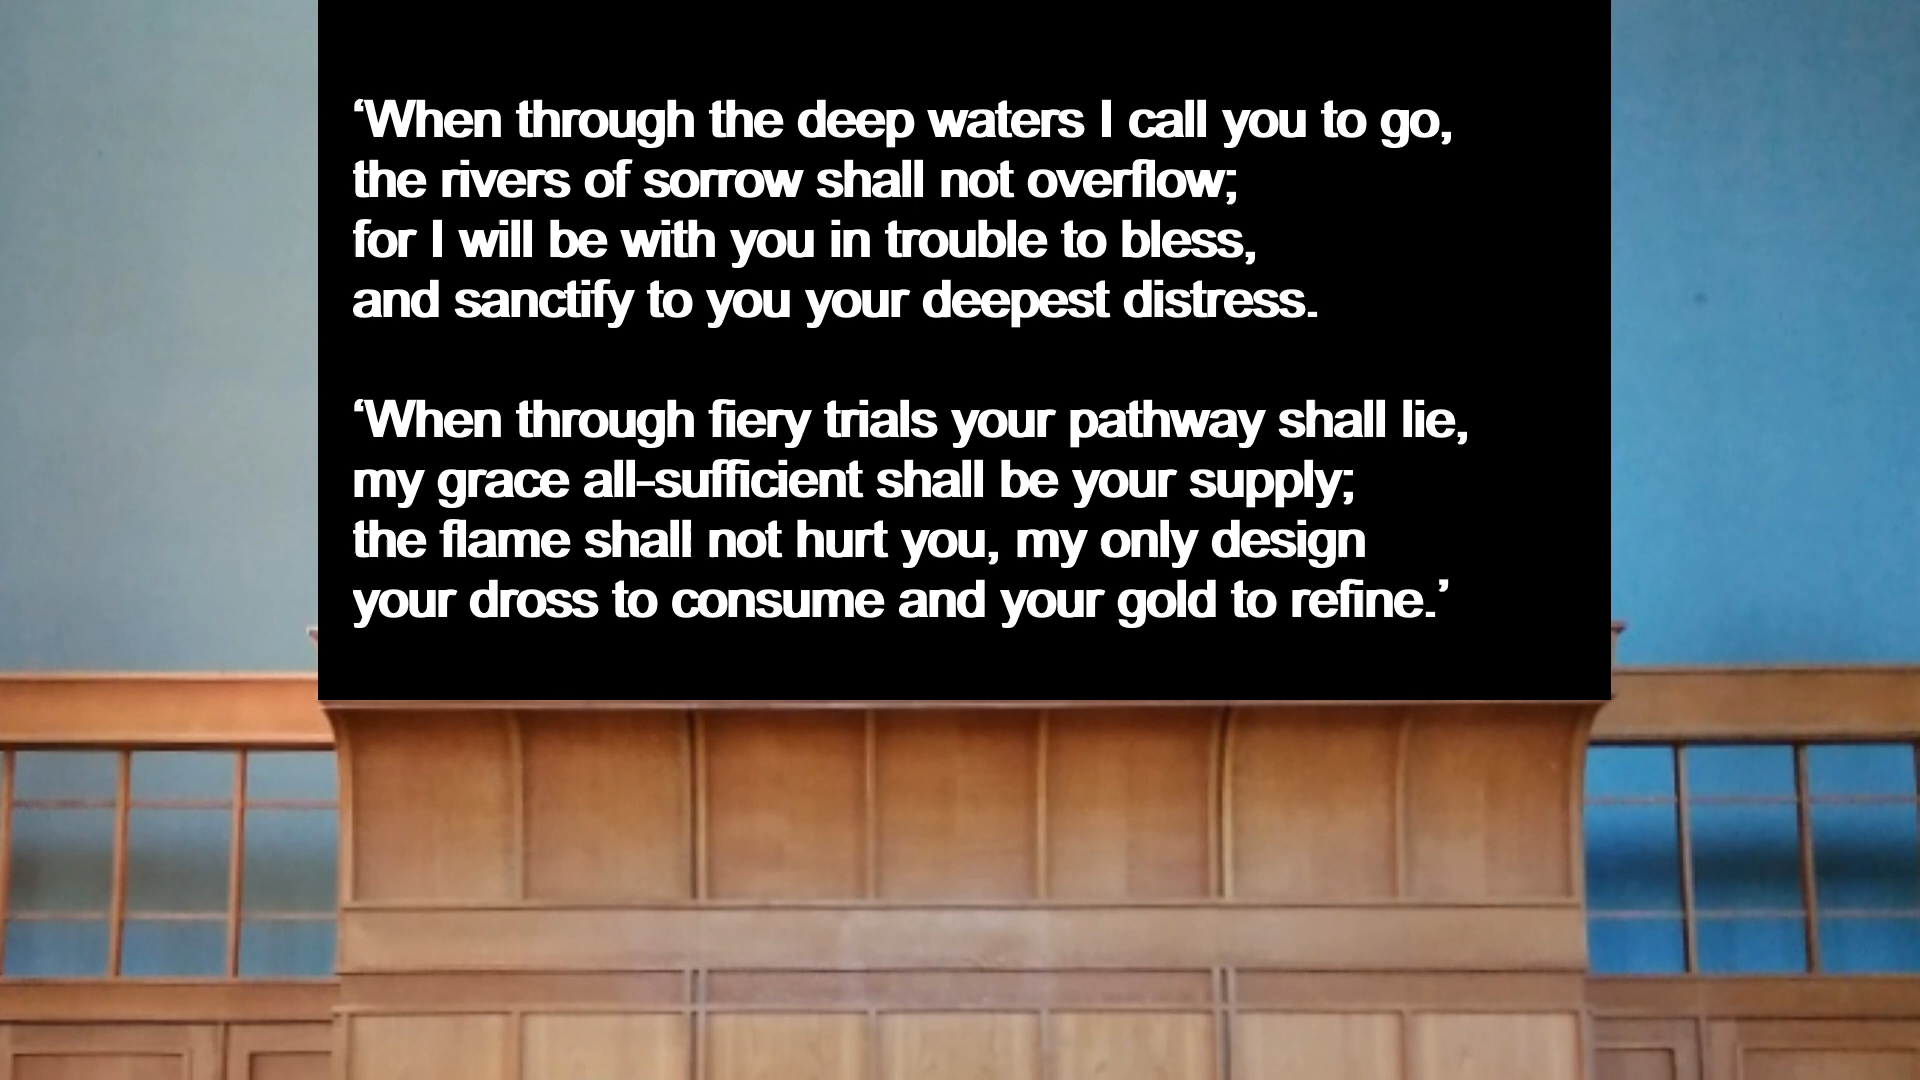 ‘When through the deep waters I call you to go,
the rivers of sorrow shall not overflow;
for I will be with you in trouble to bless,
and sanctify to you your deepest distress.
‘When through fiery trials your pathway shall lie,
my grace all-sufficient shall be your supply;
the flame shall not hurt you, my only design
your dross to consume and your gold to refine.’